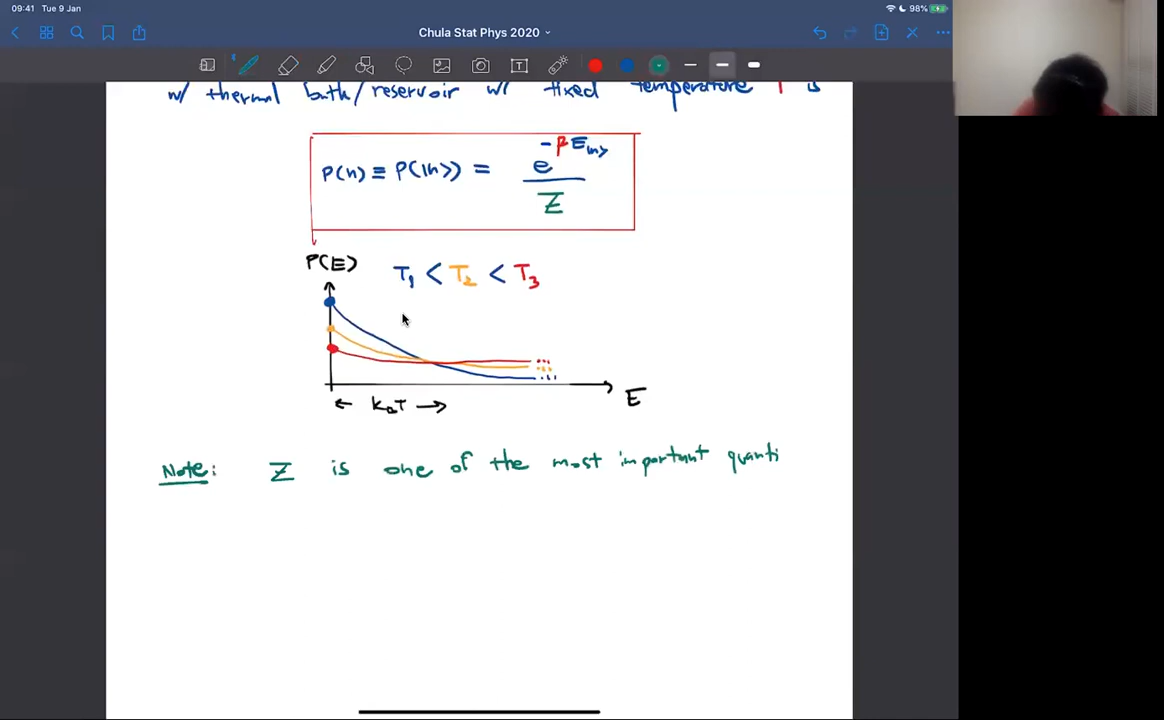 09:41 Tue 9 Jan
98%
Chula Stat Phys 2020
w/ thermal bath/reservoir w/ fixed temperature T is
P(n) ≡ P(|n>) = e^{-βE_{|n>}} / Z
P(E)
T₁ < T₂ < T₃
E
← k_BT →
Note: Z is one of the most important quanti